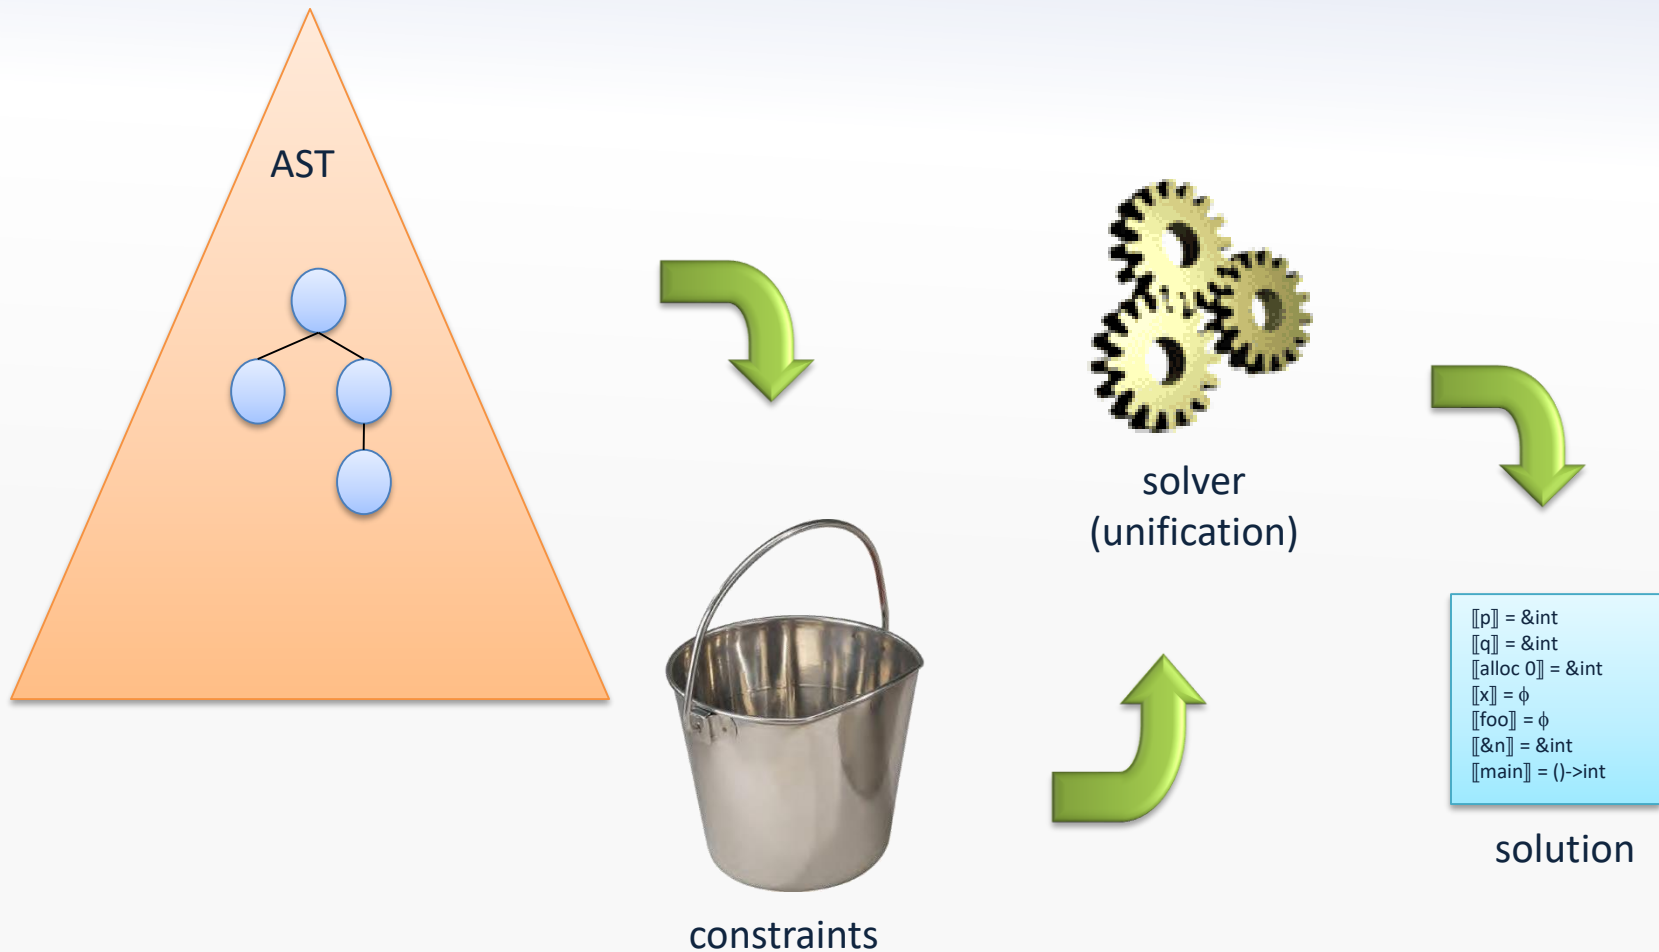 AST
solver
(unification)
constraints
⟦p⟧ = &int
⟦q⟧ = &int
⟦alloc 0⟧ = &int
⟦x⟧ = ϕ
⟦foo⟧ = ϕ
⟦&n⟧ = &int
⟦main⟧ = ()->int
solution